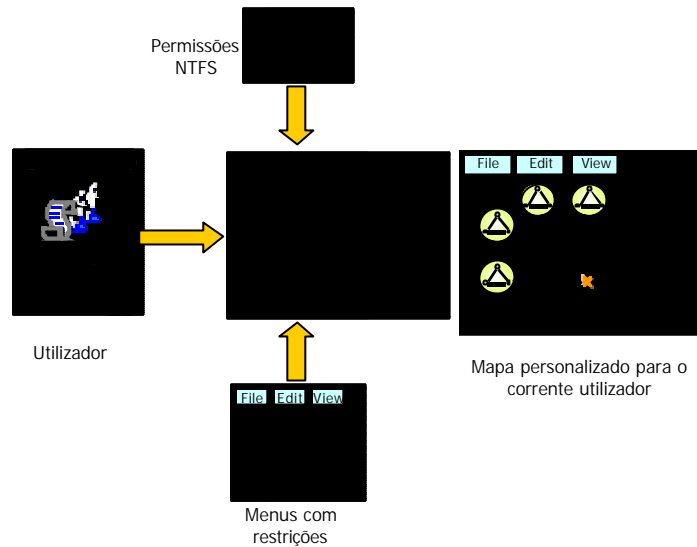 Permissões
NTFS
File Edit View
Utilizador
Mapa personalizado para o
corrente utilizador
File Edit View
Menus com
restrições